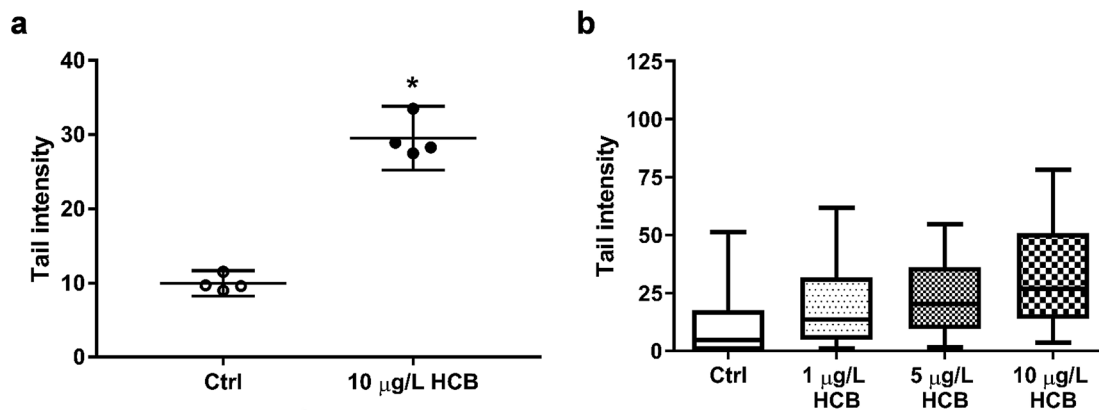 a
40
30
20
10
0
Tail intensity
*
Ctrl
10 μg/L HCB
b
125
100
75
50
25
0
Tail intensity
Ctrl
1 μg/L
HCB
5 μg/L
HCB
10 μg/L
HCB